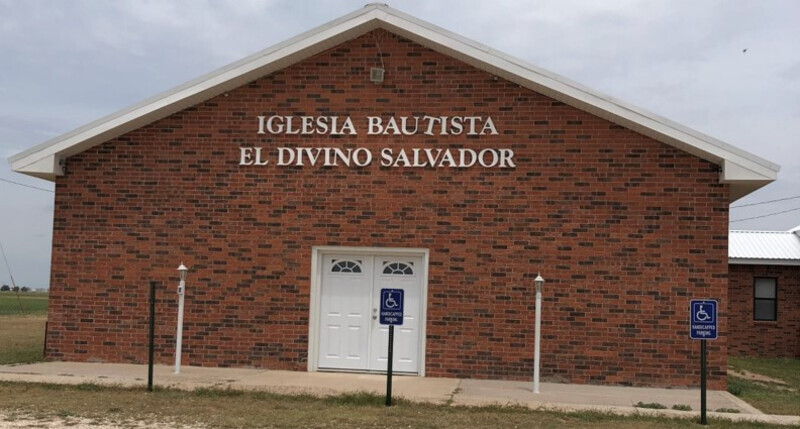 IGLESIA BAUTISTA
EL DIVINO SALVADOR
HANDICAPPED
PARKING
HANDICAPPED
PARKING